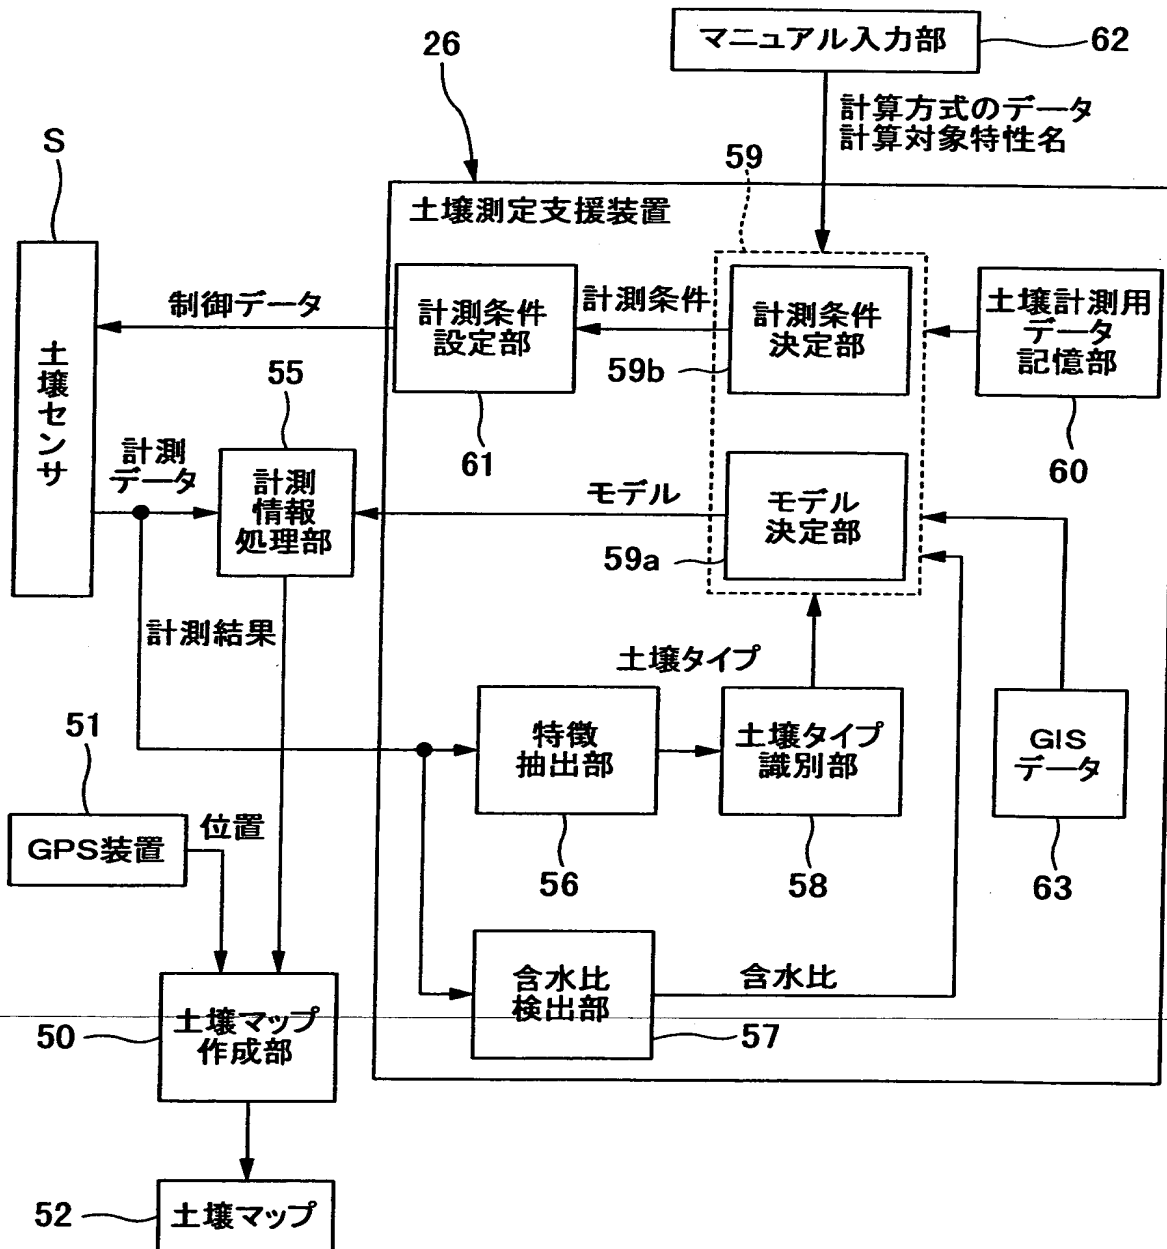 マニュアル入力部
62
26
計算方式のデータ
計算対象特性名
S
59
土壌測定支援装置
制御データ
計測条件
設定部
計測条件
計測条件
決定部
土壌計測用
データ
記憶部
59b
土壌センサ
55
61
60
計測
データ
計測
情報
処理部
モデル
モデル
決定部
59a
計測結果
土壌タイプ
51
特徴
抽出部
土壌タイプ
識別部
GIS
データ
GPS装置
位置
56
58
63
含水比
検出部
含水比
50
土壌マップ
作成部
57
52
土壌マップ